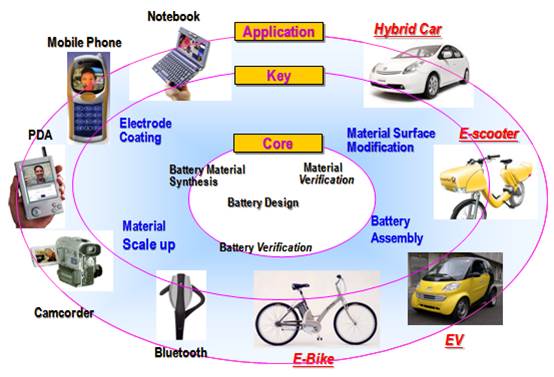 Notebook
Application
Hybrid Car
Mobile Phone
Key
Electrode
Coating
PDA
Core
Material Surface
Modification
E-scooter
Battery Material
Synthesis
Material
Verification
Battery Design
Material
Scale up
Battery
Assembly
Battery Verification
Camcorder
Bluetooth
E-Bike
EV